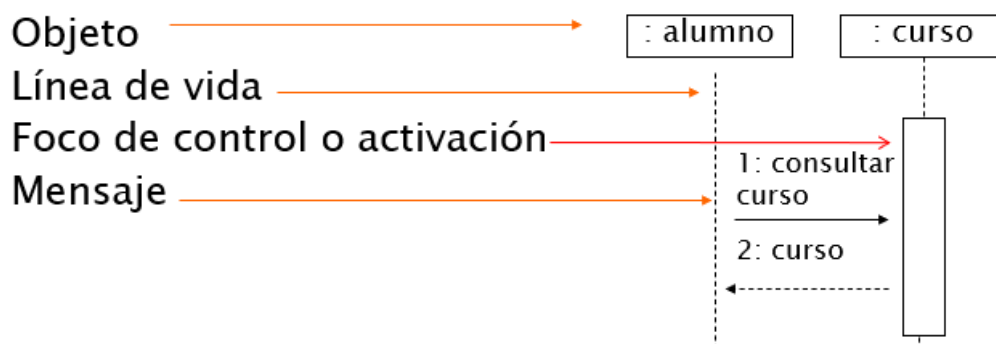 Objeto
: alumno
: curso
Línea de vida
Foco de control o activación
1: consultar
curso
Mensaje
2: curso